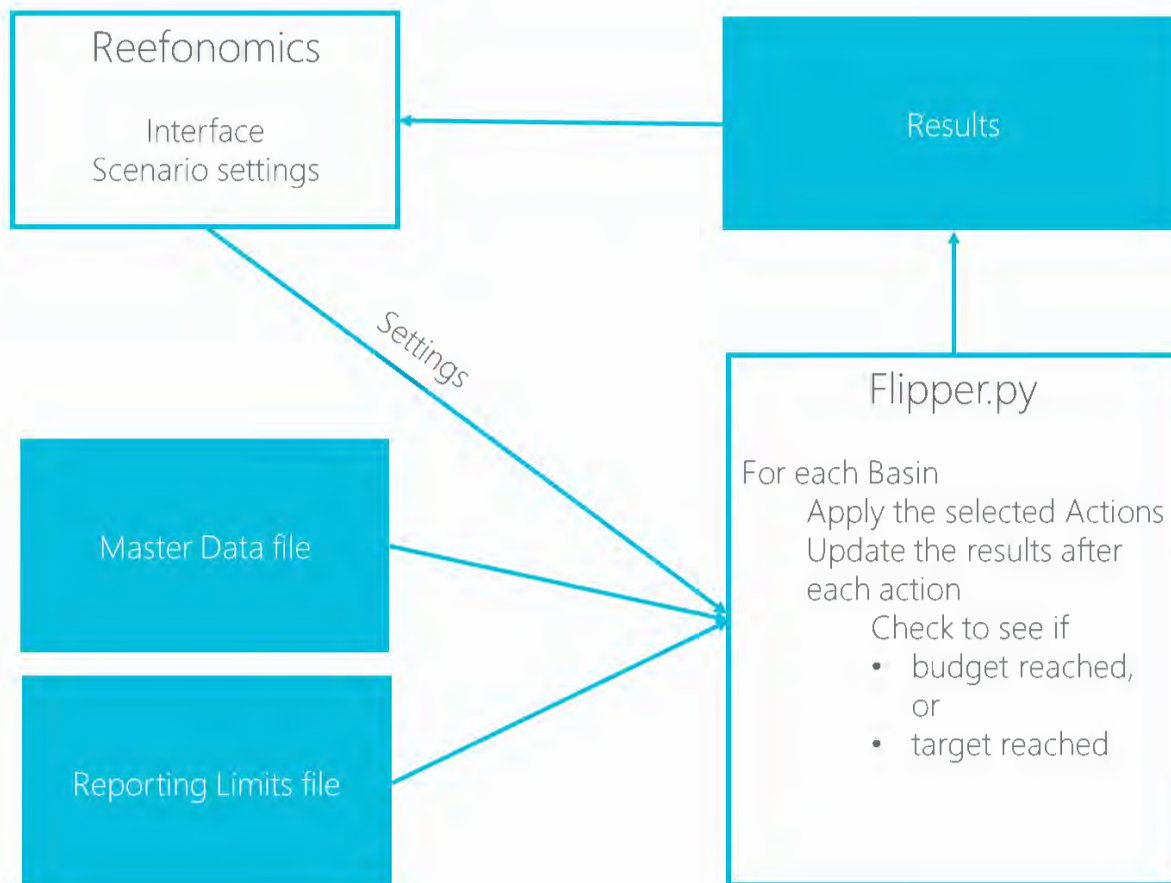 Reefonomics
Interface
Scenario settings
Results
Settings
Flipper.py
For each Basin
Apply the selected Actions
Update the results after
each action
Check to see if
• budget reached,
or
• target reached
Master Data file
Reporting Limits file